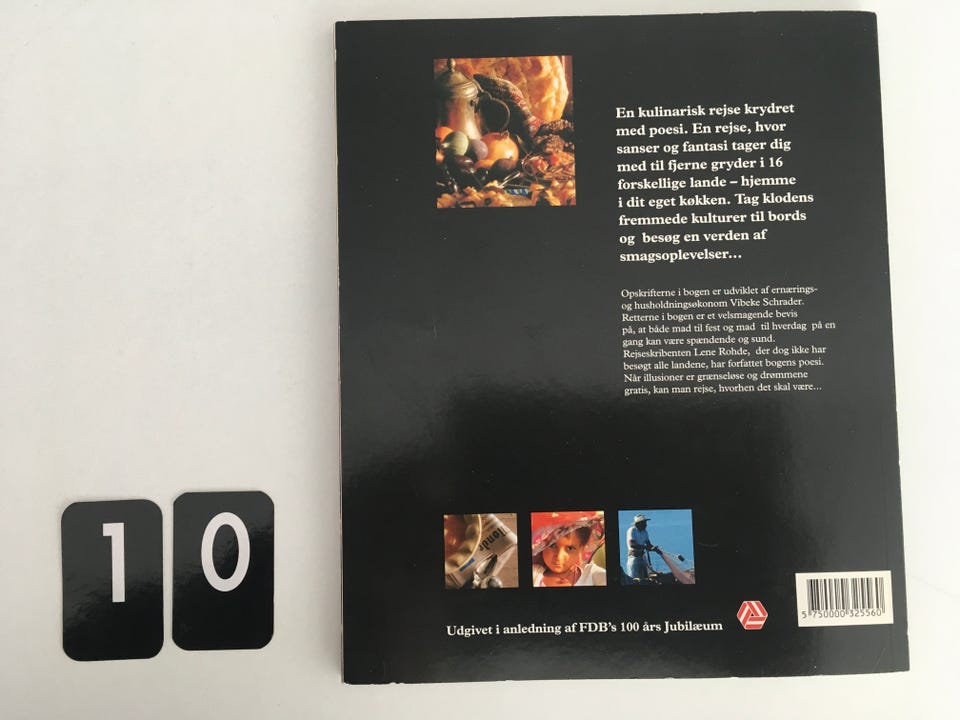 En kulinarisk rejse krydret
med poesi. En rejse, hvor
sanser og fantasi tager dig
med til fjerne gryder i 16
forskellige lande – hjemme
i dit eget køkken. Tag klodens
fremmede kulturer til bords
og besøg en verden af
smagsoplevelser...
Opskrifterne i bogen er udviklet af ernærings-
og husholdningsøkonom Vibeke Schrader.
Retterne i bogen er et velsmagende bevis
på, at både mad til fest og mad til hverdag på en
gang kan være spændende og sund.
Rejseskribenten Lene Rohde, der dog ikke har
besøgt alle landene, har forfattet bogens poesi.
Når illusioner er grænseløse og drømmene
gratis, kan man rejse, hvorhen det skal være...
10
Udgivet i anledning af FDB's 100 års Jubilæum
5 750000 325560